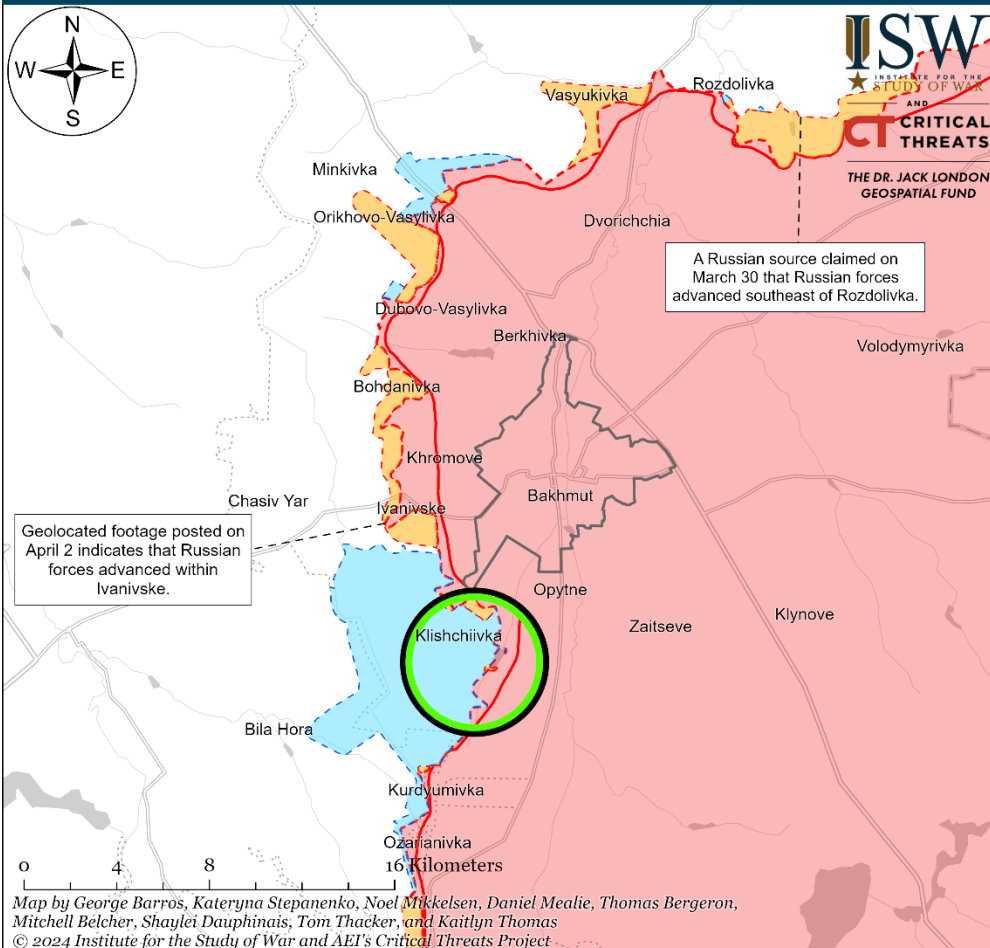 N
W E
S
ISW
INSTITUTE FOR THE
STUDY OF WAR
AND
CT CRITICAL
THREATS
THE DR. JACK LONDON
GEOSPATIAL FUND
Vasyukivka
Rozdolivka
Minkivka
Orikhovo-Vasylivka
Dvorichchia
A Russian source claimed on
March 30 that Russian forces
advanced southeast of Rozdolivka.
Dubovo-Vasylivka
Berkhivka
Volodymyrivka
Bohdanivka
Khromove
Chasiv Yar
Ivanivske
Bakhmut
Geolocated footage posted on
April 2 indicates that Russian
forces advanced within
Ivanivske.
Opytne
Klishchiivka
Zaitseve
Klynove
Bila Hora
Kurdyumivka
Ozarianivka
0 4 8 16 Kilometers
Map by George Barros, Kateryna Stepanenko, Noel Mikkelsen, Daniel Mealie, Thomas Bergeron,
Mitchell Belcher, Shaylei Dauphinais, Tom Thacker, and Kaitlyn Thomas
© 2024 Institute for the Study of War and AEI's Critical Threats Project